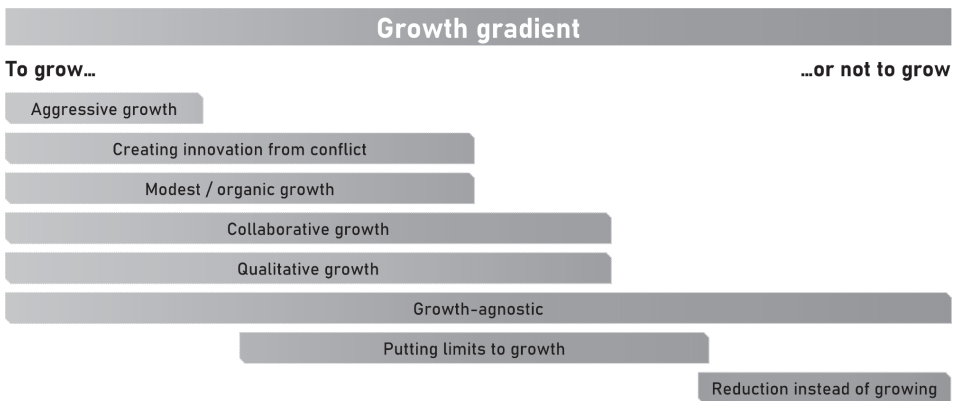 Growth gradient
To grow...
...or not to grow
Aggressive growth
Creating innovation from conflict
Modest / organic growth
Collaborative growth
Qualitative growth
Growth-agnostic
Putting limits to growth
Reduction instead of growing